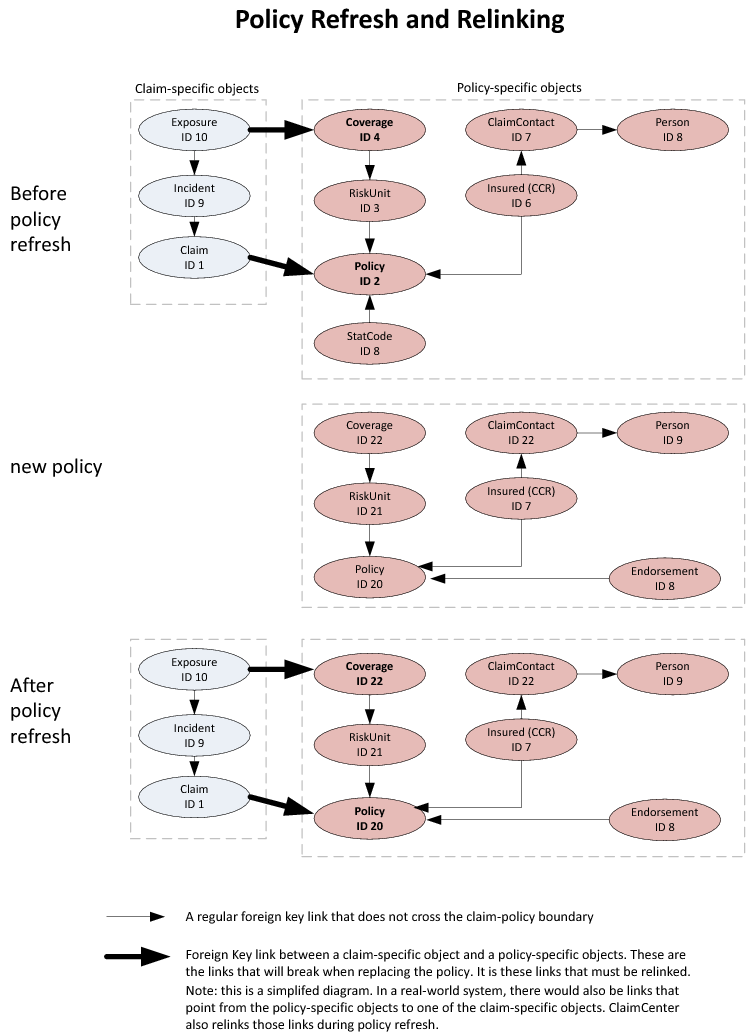 Policy Refresh and Relinking
Claim-specific objects
Policy-specific objects
Before
policy
refresh
Exposure
ID 10
Incident
ID 9
Claim
ID 1
Coverage
ID 4
RiskUnit
ID 3
Policy
ID 2
StatCode
ID 8
ClaimContact
ID 7
Insured (CCR)
ID 6
Person
ID 8
new policy
Coverage
ID 22
RiskUnit
ID 21
Policy
ID 20
ClaimContact
ID 22
Insured (CCR)
ID 7
Person
ID 9
Endorsement
ID 8
After
policy
refresh
Exposure
ID 10
Incident
ID 9
Claim
ID 1
Coverage
ID 22
RiskUnit
ID 21
Policy
ID 20
ClaimContact
ID 22
Insured (CCR)
ID 7
Person
ID 9
Endorsement
ID 8
A regular foreign key link that does not cross the claim-policy boundary
Foreign Key link between a claim-specific object and a policy-specific objects. These are
the links that will break when replacing the policy. It is these links that must be relinked.
Note: this is a simplifed diagram. In a real-world system, there would also be links that
point from the policy-specific objects to one of the claim-specific objects. ClaimCenter
also relinks those links during policy refresh.